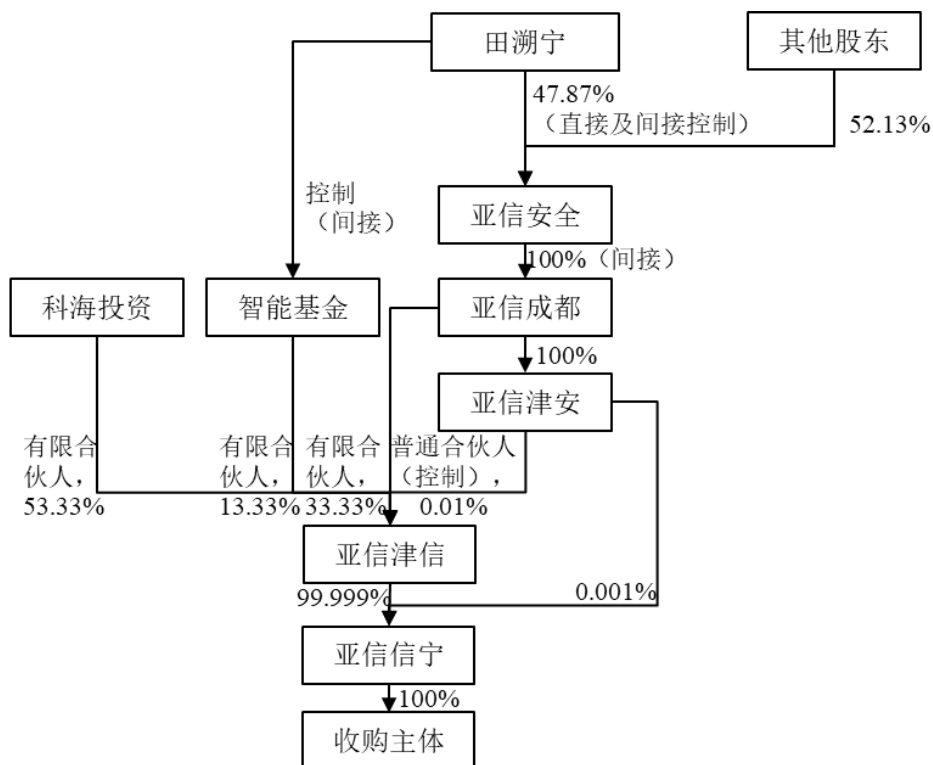 田溯宁
其他股东
47.87%
（直接及间接控制）
52.13%
控制
（间接）
亚信安全
100%（间接）
科海投资
智能基金
亚信成都
100%
亚信津安
有限合
伙人，
53.33%
有限合
伙人，
13.33%
有限合
伙人，
33.33%
普通合伙人
（控制），
0.01%
亚信津信
99.999%
0.001%
亚信信宁
100%
收购主体